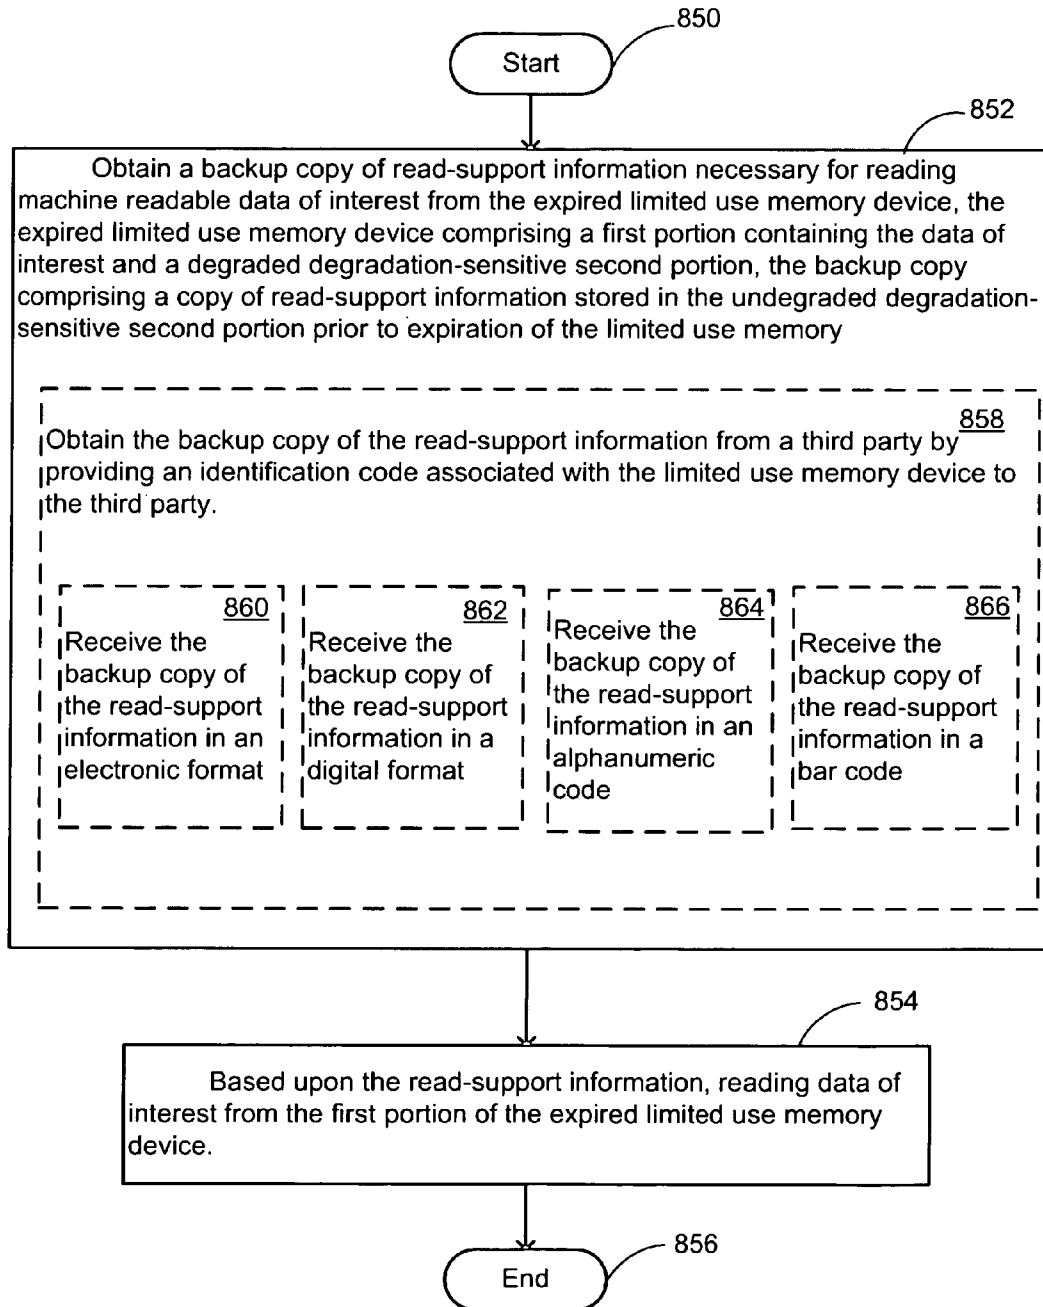 850
Start
852
Obtain a backup copy of read-support information necessary for reading
machine readable data of interest from the expired limited use memory device, the
expired limited use memory device comprising a first portion containing the data of
interest and a degraded degradation-sensitive second portion, the backup copy
comprising a copy of read-support information stored in the undegraded degradation-
sensitive second portion prior to expiration of the limited use memory
858
Obtain the backup copy of the read-support information from a third party by
providing an identification code associated with the limited use memory device to
the third party.
860
Receive the
backup copy of
the read-support
information in an
electronic format
862
Receive the
backup copy of
the read-support
information in a
digital format
864
Receive the
backup copy of
the read-support
information in an
alphanumeric
code
866
Receive the
backup copy of
the read-support
information in a
bar code
854
Based upon the read-support information, reading data of
interest from the first portion of the expired limited use memory
device.
856
End